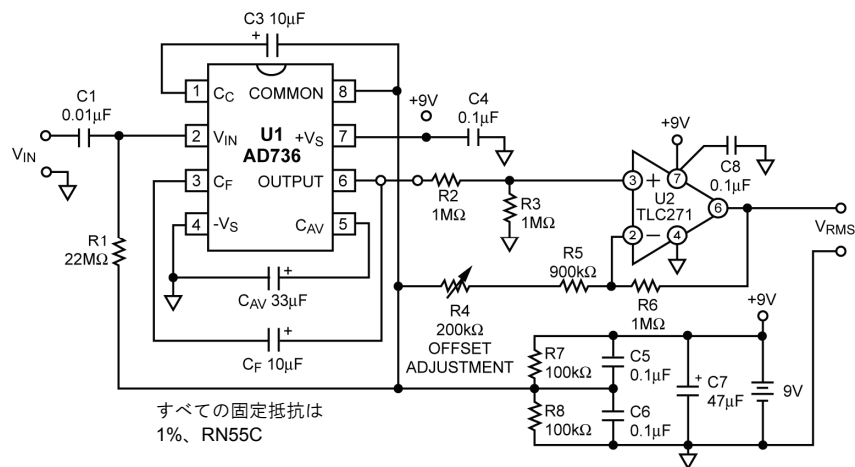 C3 10μF
+
C1
0.01μF
VIN
1
CC
COMMON
8
2
VIN
U1
AD736
+VS
7
3
CF
OUTPUT
6
4
-VS
CAV
5
R1
22MΩ
+
CAV 33μF
+
CF 10μF
+9V
C4
0.1μF
R2
1MΩ
R3
1MΩ
+9V
C8
0.1μF
3
+
7
U2
TLC271
6
2
−
4
VRMS
R4
200kΩ
OFFSET
ADJUSTMENT
R5
900kΩ
R6
1MΩ
+9V
R7
100kΩ
C5
0.1μF
R8
100kΩ
C6
0.1μF
+
C7
47μF
9V
すべての固定抵抗は
1%、RN55C